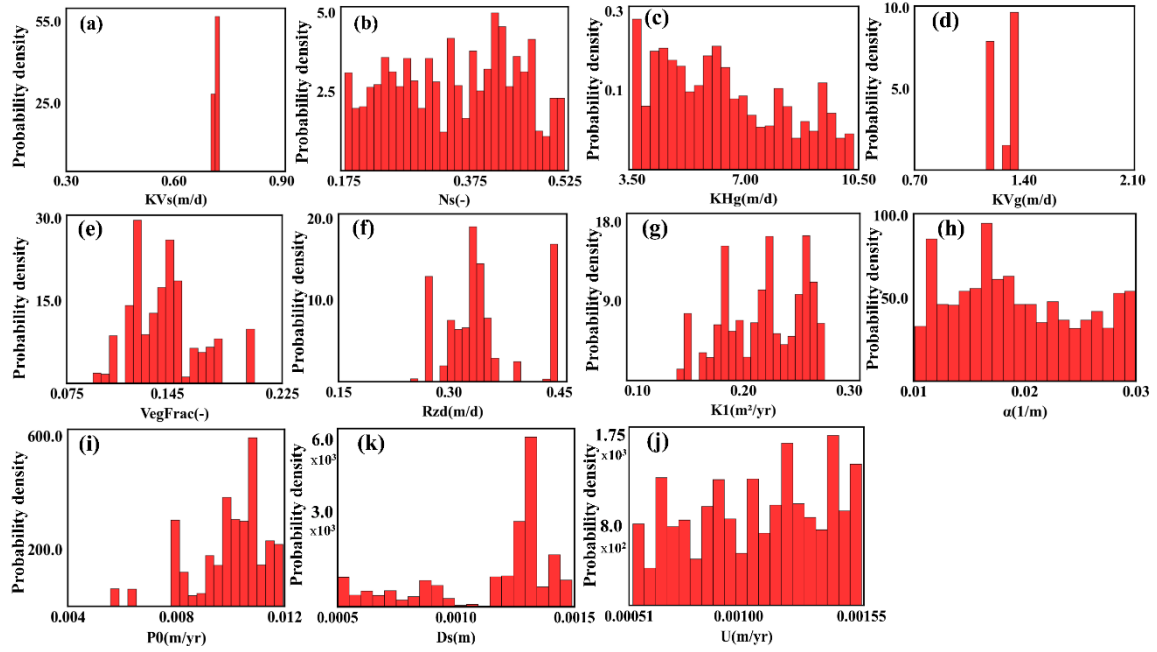 (a)
Probability density
55.0
25.0
0.30
0.60
0.90
KVs(m/d)
(b)
Probability density
5.0
2.5
0.175
0.375
0.525
Ns(-)
(c)
Probability density
0.3
0.1
3.50
7.00
10.50
KHg(m/d)
(d)
Probability density
10.0
5.0
0.70
1.40
2.10
KVg(m/d)
(e)
Probability density
30.0
15.0
0.075
0.145
0.225
VegFrac(-)
(f)
Probability density
20.0
10.0
0.15
0.30
0.45
Rzd(m/d)
(g)
Probability density
18.0
9.0
0.10
0.20
0.30
K1(m²/yr)
(h)
Probability density
100.0
50.0
0.01
0.02
0.03
α(1/m)
(i)
Probability density
600.0
200.0
0.004
0.008
0.012
P0(m/yr)
(k)
Probability density
6.0
x10³
3.0
x10³
0.0005
0.0010
0.0015
Ds(m)
(j)
Probability density
1.75
x10³
8.0
x10²
0.00051
0.00100
0.00155
U(m/yr)